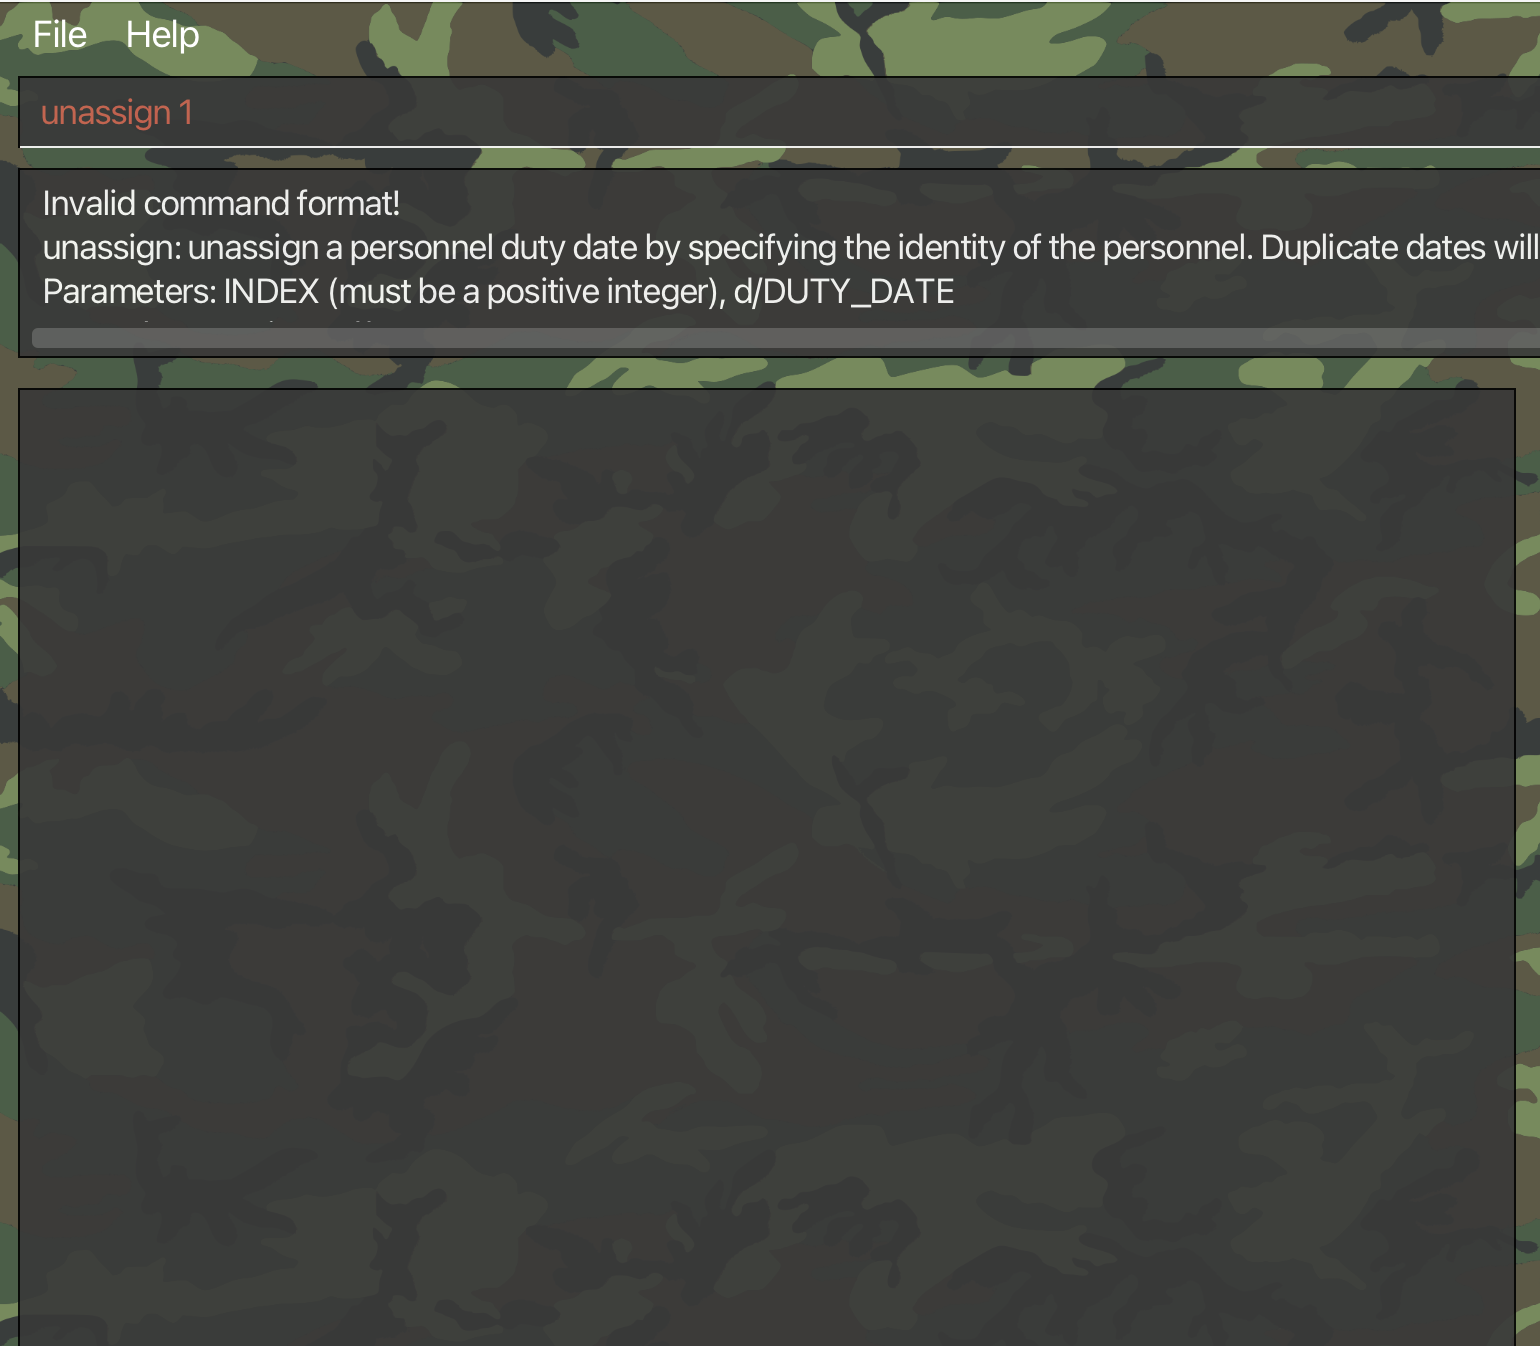 File Help
unassign 1
Invalid command format!
unassign: unassign a personnel duty date by specifying the identity of the personnel. Duplicate dates will
Parameters: INDEX (must be a positive integer), d/DUTY_DATE